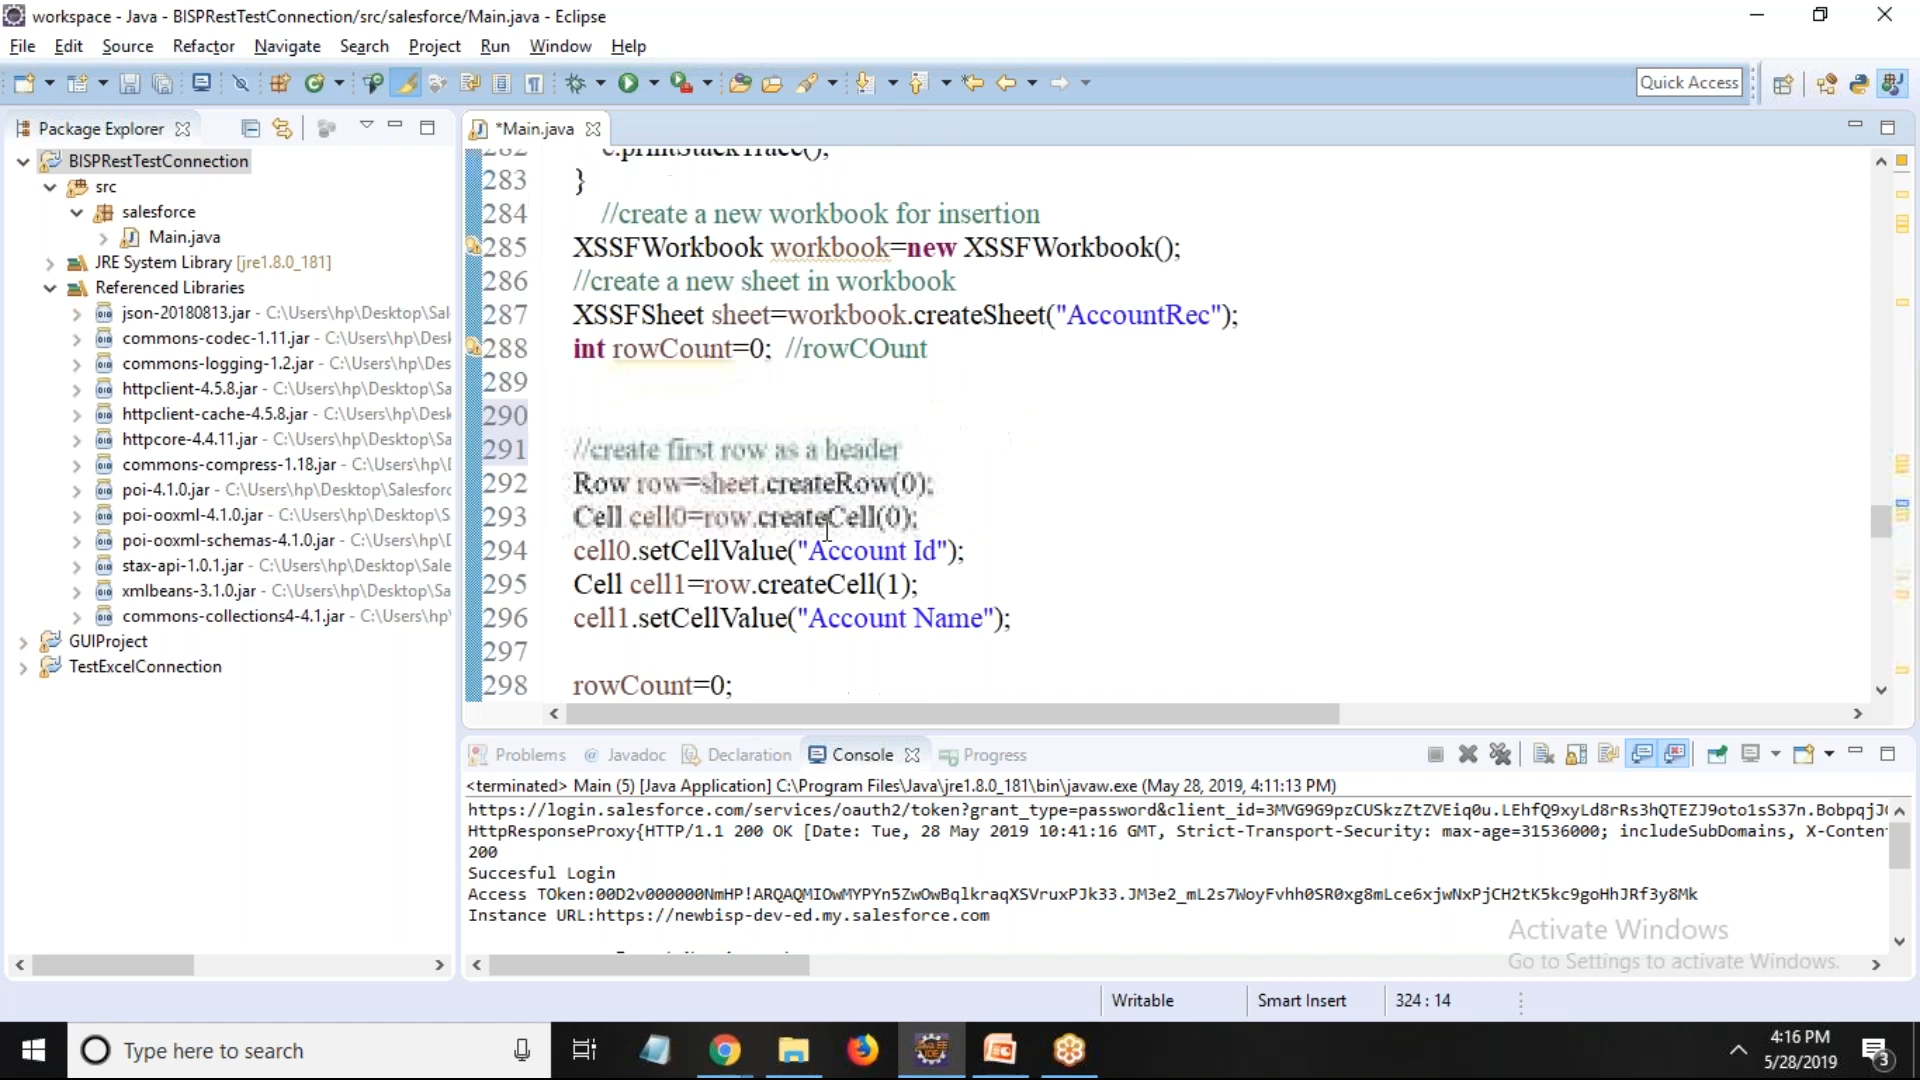 workspace - Java - BISPRestTestConnection/src/salesforce/Main.java - Eclipse
File Edit Source Refactor Navigate Search Project Run Window Help
Quick Access
Package Explorer
BISPRestTestConnection
src
salesforce
Main.java
JRE System Library [jre1.8.0_181]
Referenced Libraries
json-20180813.jar - C:\Users\hp\Desktop\Sal
commons-codec-1.11.jar - C:\Users\hp\Desk
commons-logging-1.2.jar - C:\Users\hp\Des
httpclient-4.5.8.jar - C:\Users\hp\Desktop\Sa
httpclient-cache-4.5.8.jar - C:\Users\hp\Desk
httpcore-4.4.11.jar - C:\Users\hp\Desktop\Sa
commons-compress-1.18.jar - C:\Users\hp\D
poi-4.1.0.jar - C:\Users\hp\Desktop\Salesforc
poi-ooxml-4.1.0.jar - C:\Users\hp\Desktop\Sa
poi-ooxml-schemas-4.1.0.jar - C:\Users\hp\D
stax-api-1.0.1.jar - C:\Users\hp\Desktop\Sale
xmlbeans-3.1.0.jar - C:\Users\hp\Desktop\Sa
commons-collections4-4.1.jar - C:\Users\hp\
GUIProject
TestExcelConnection
*Main.java
282 e.printStackTrace();
283 }
284 //create a new workbook for insertion
285 XSSFWorkbook workbook=new XSSFWorkbook();
286 //create a new sheet in workbook
287 XSSFSheet sheet=workbook.createSheet("AccountRec");
288 int rowCount=0; //rowCOunt
289
290
291 //create first row as a header
292 Row row=sheet.createRow(0);
293 Cell cell0=row.createCell(0);
294 cell0.setCellValue("Account Id");
295 Cell cell1=row.createCell(1);
296 cell1.setCellValue("Account Name");
297
298 rowCount=0;
Problems Javadoc Declaration Console Progress
<terminated> Main (5) [Java Application] C:\Program Files\Java\jre1.8.0_181\bin\javaw.exe (May 28, 2019, 4:11:13 PM)
https://login.salesforce.com/services/oauth2/token?grant_type=password&client_id=3MVG9G9pzCUSkzZtZVEiq0u.LEhfQ9xyLd8rRs3hQTEZJ9oto1sS37n.BobpqjJ
HttpResponseProxy{HTTP/1.1 200 OK [Date: Tue, 28 May 2019 10:41:16 GMT, Strict-Transport-Security: max-age=31536000; includeSubDomains, X-Conten
200
Succesful Login
Access TOken:00D2v000000NmHP!ARQAQMIOwMYPYn5ZwOwBqlkraqXSVruxPJk33.JM3e2_mL2s7WoyFvhh0SR0xg8mLce6xjwNxPjCH2tK5kc9goHhJRf3y8Mk
Instance URL:https://newbisp-dev-ed.my.salesforce.com
Activate Windows
Go to Settings to activate Windows.
Writable Smart Insert 324 : 14
Type here to search
4:16 PM
5/28/2019
3